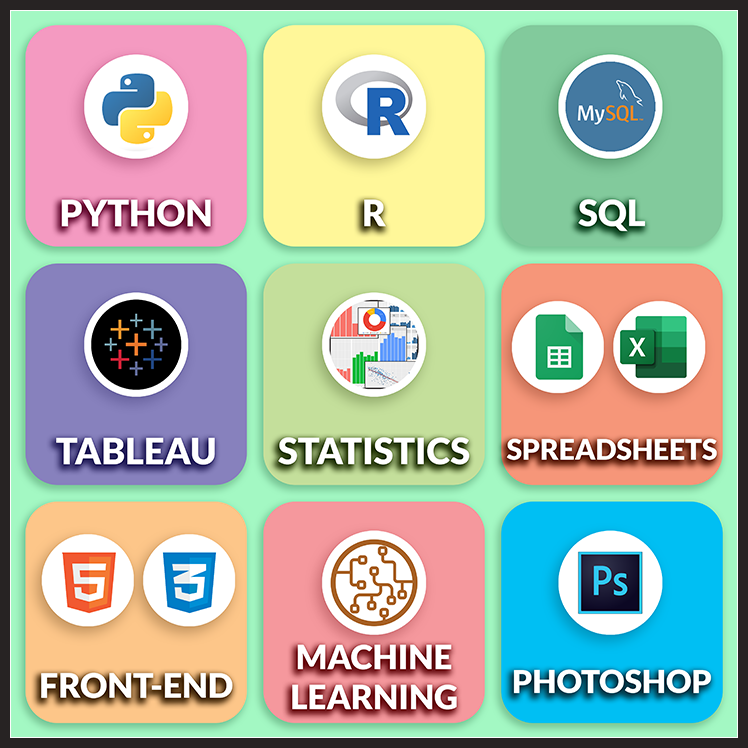 R
MySQL
PYTHON
R
SQL
TABLEAU
STATISTICS
X
SPREADSHEETS
5
3
FRONT-END
MACHINE
LEARNING
Ps
PHOTOSHOP